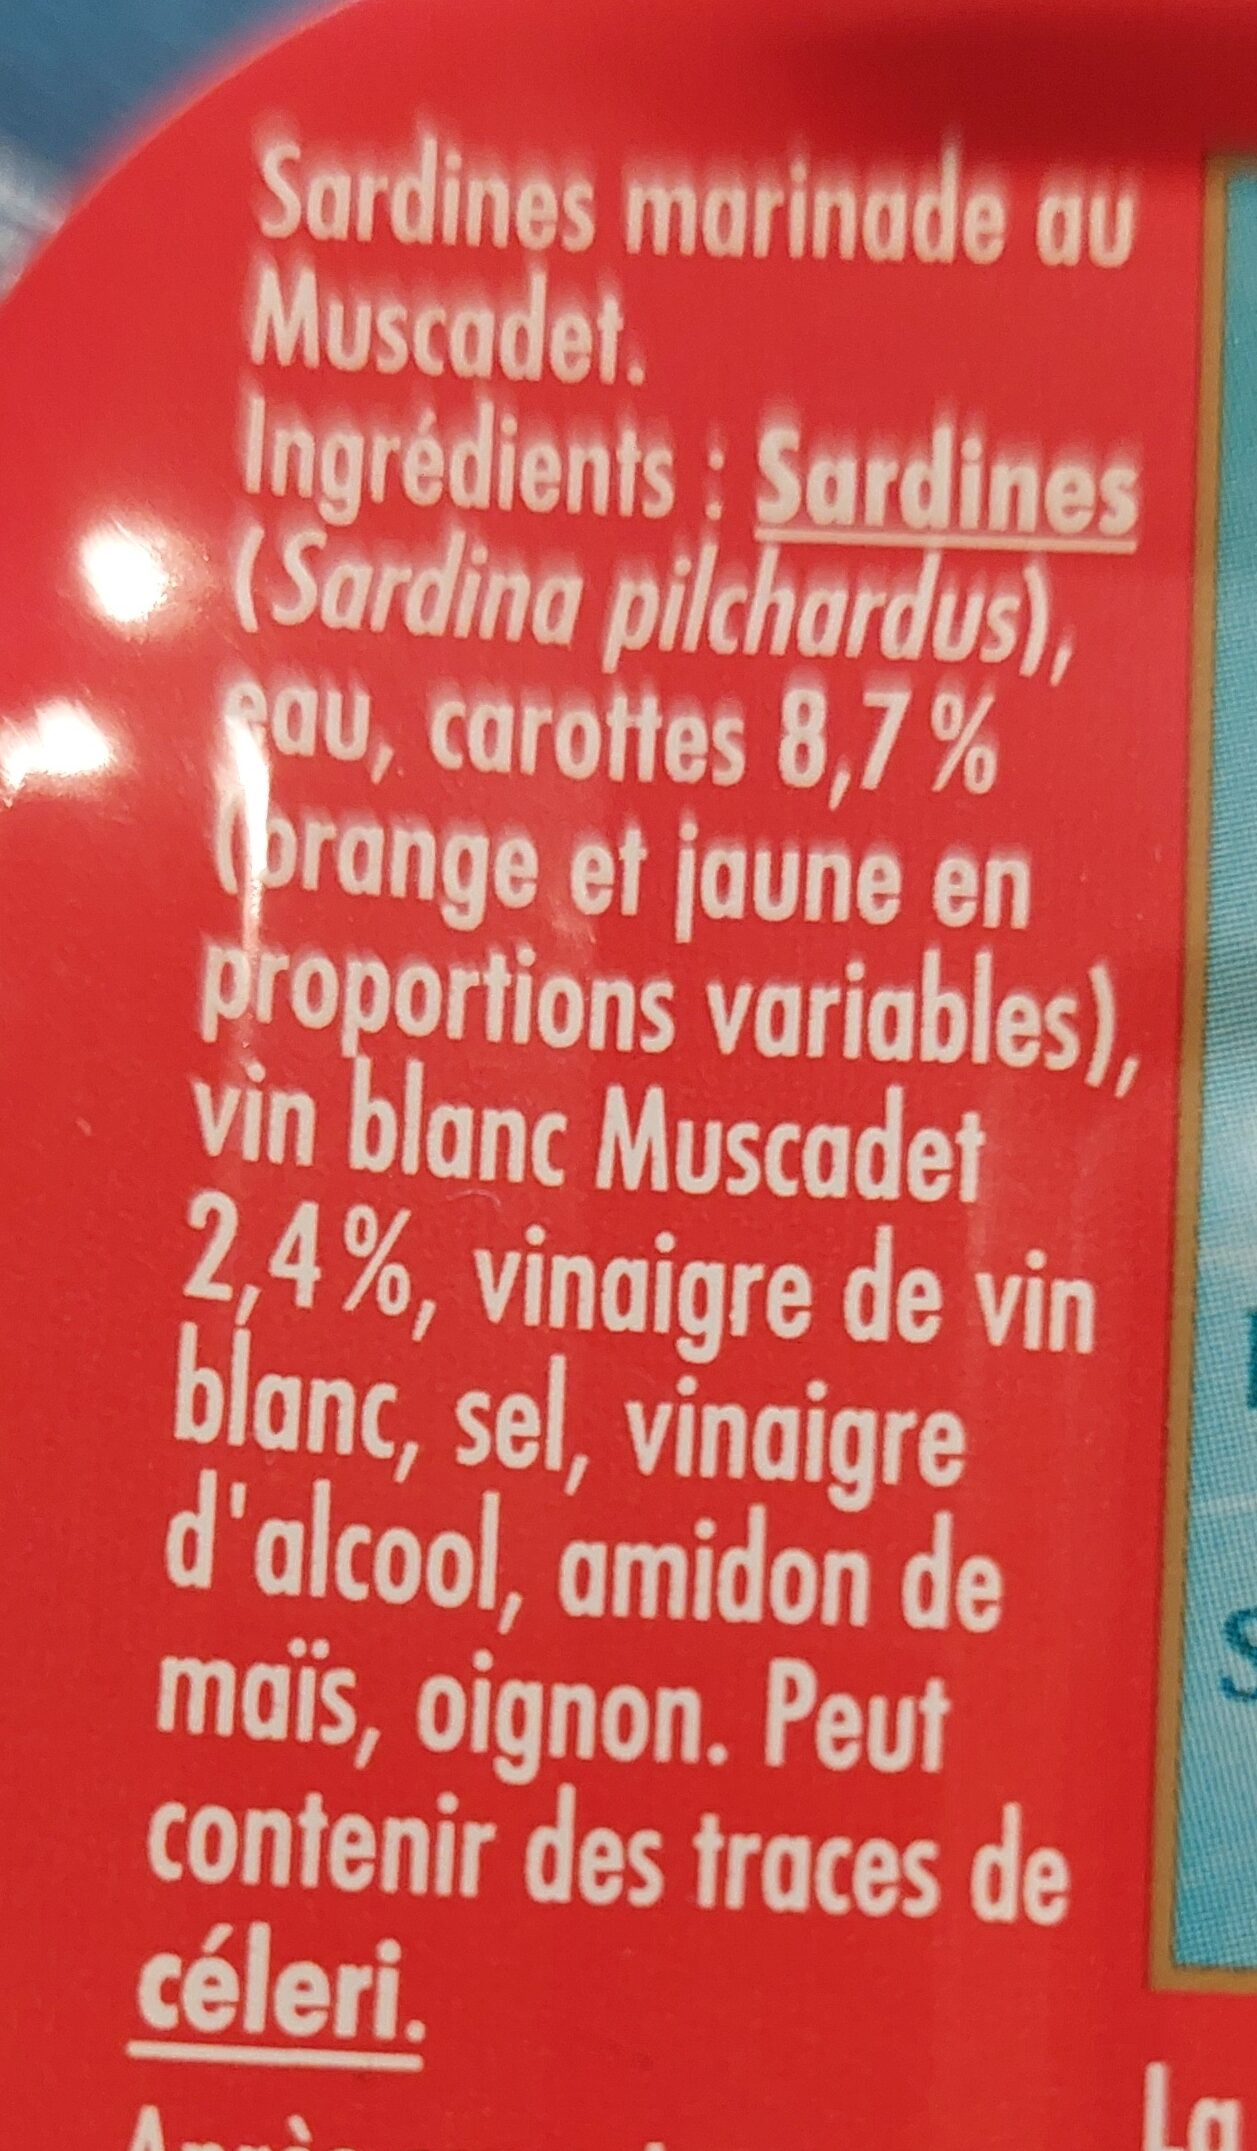 Sardines marinade au
Muscadet.
Ingrédients : Sardines
(Sardina pilchardus),
eau, carottes 8,7 %
(orange et jaune en
proportions variables),
vin blanc Muscadet
2,4 %, vinaigre de vin
blanc, sel, vinaigre
d'alcool, amidon de
maïs, oignon. Peut
contenir des traces de
céleri.
La